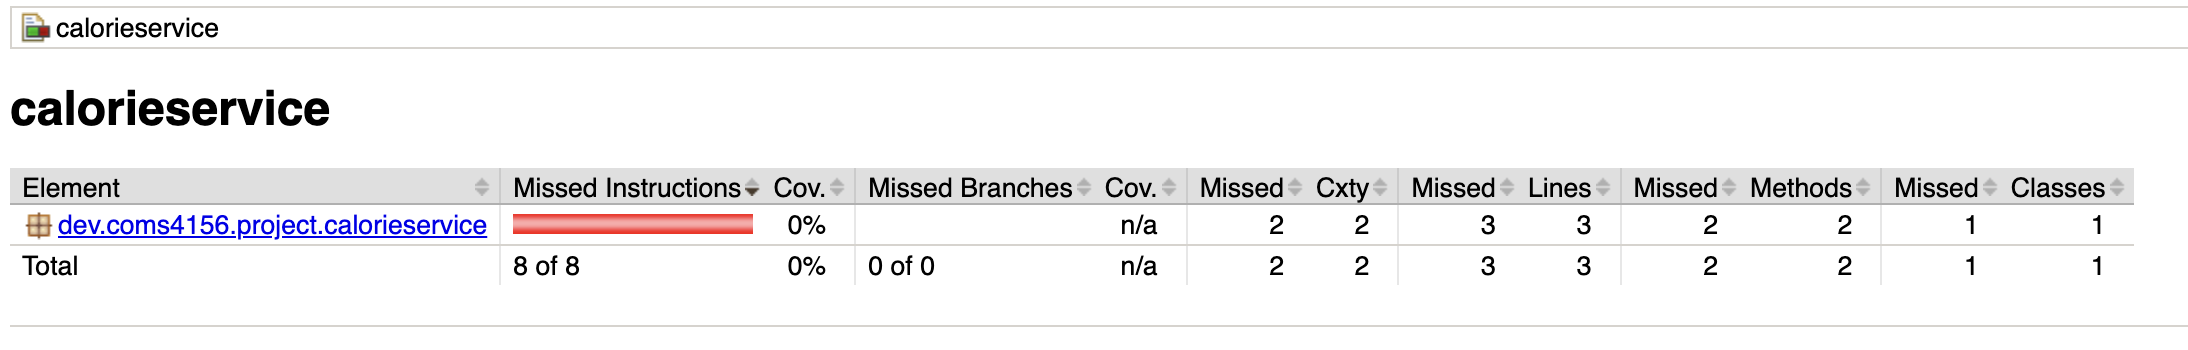 calorieservice
calorieservice
Element Missed Instructions Cov. Missed Branches Cov. Missed Cxty Missed Lines Missed Methods Missed Classes
dev.coms4156.project.calorieservice 0% n/a 2 2 3 3 2 2 1 1
Total 8 of 8 0% 0 of 0 n/a 2 2 3 3 2 2 1 1